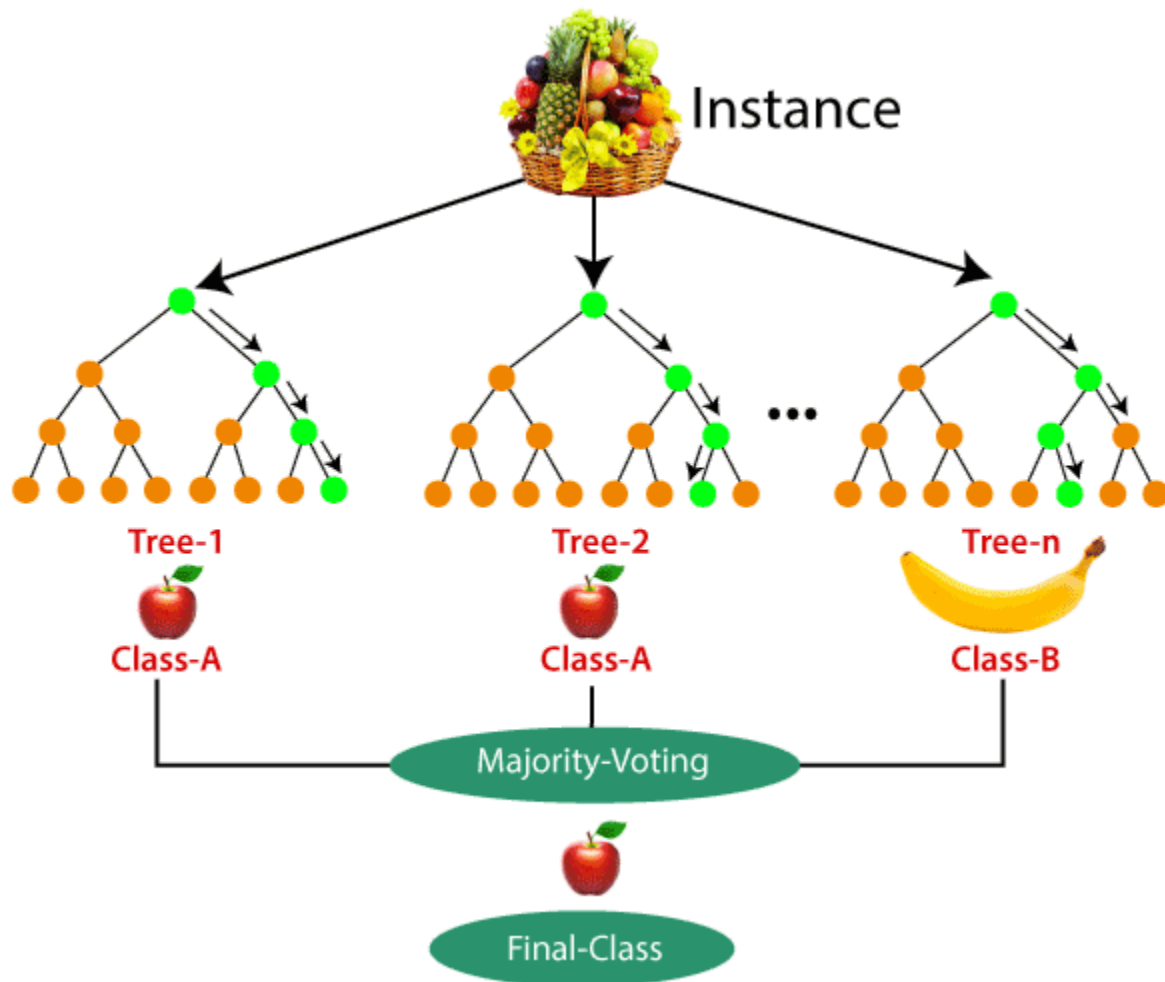 Instance
Tree-1
Tree-2
Tree-n
Class-A
Class-A
Class-B
Majority-Voting
Final-Class